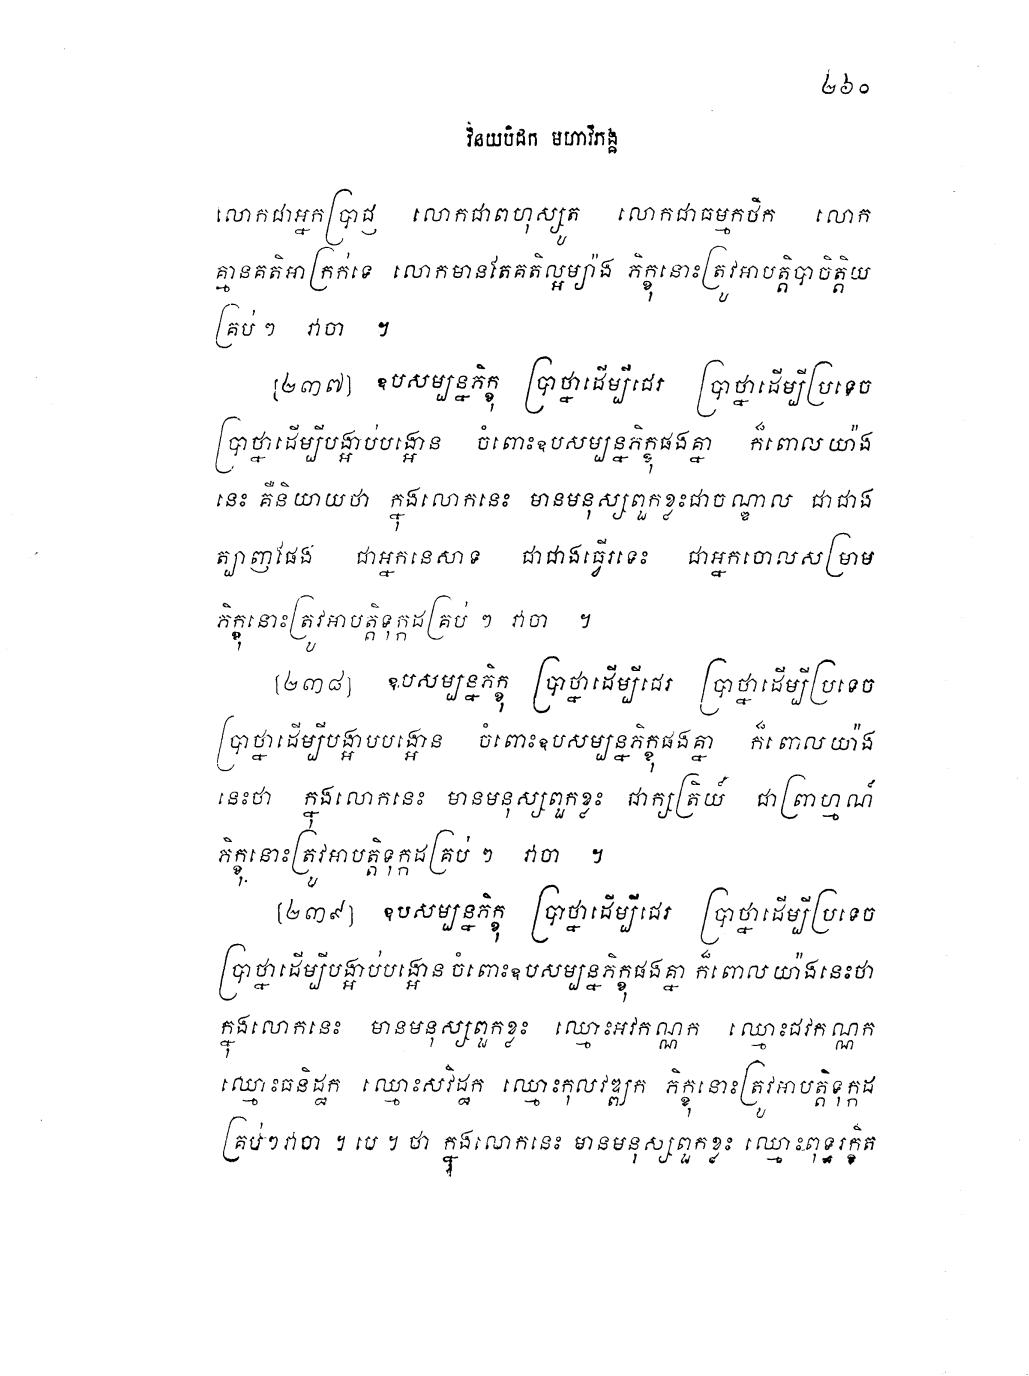 ២៦០
វិនយបិដក មហាវិភង្គ
លោកជាអ្នកប្រាជ្ញ លោកជាពហុស្សូត លោកជាធម្មកថិក លោក
គ្មានគតិអាក្រក់ទេ លោកមានតែគតិល្អម្យ៉ាង ភិក្ខុនោះត្រូវអាបត្តិបាចិត្តិយ
គ្រប់ៗ វាចា ។
[២៣៧] ឧបសម្បន្នភិក្ខុ ប្រាថ្នាដើម្បីជេរ ប្រាថ្នាដើម្បីប្រទេច
ប្រាថ្នាដើម្បីបង្អាប់បង្អោន ចំពោះឧបសម្បន្នភិក្ខុផងគ្នា ក៏ពោលយ៉ាង
នេះ គឺនិយាយថា ក្នុងលោកនេះ មានមនុស្សពួកខ្លះជាចណ្ឌាល ជាជាង
ត្បាញផែង ជាអ្នកនេសាទ ជាជាងធ្វើរទេះ ជាអ្នកចោលសម្រាម
ភិក្ខុនោះត្រូវអាបត្តិទុក្កដគ្រប់ ៗ វាចា ។
[២៣៨] ឧបសម្បន្នភិក្ខុ ប្រាថ្នាដើម្បីជេរ ប្រាថ្នាដើម្បីប្រទេច
ប្រាថ្នាដើម្បីបង្អាបបង្អោន ចំពោះឧបសម្បន្នភិក្ខុផងគ្នា ក៏ពោលយ៉ាង
នេះថា ក្នុងលោកនេះ មានមនុស្សពួកខ្លះ ជាក្សត្រិយ៍ ជាព្រាហ្មណ៍
ភិក្ខុនោះត្រូវអាបត្តិទុក្កដគ្រប់ ៗ វាចា ។
[២៣៩] ឧបសម្បន្នភិក្ខុ ប្រាថ្នាដើម្បីជេរ ប្រាថ្នាដើម្បីប្រទេច
ប្រាថ្នាដើម្បីបង្អាប់បង្អោន ចំពោះឧបសម្បន្នភិក្ខុផងគ្នា ក៏ពោលយ៉ាងនេះថា
ក្នុងលោកនេះ មានមនុស្សពួកខ្លះ ឈ្មោះអវកណ្ណក ឈ្មោះជវកណ្ណក
ឈ្មោះធនិដ្ឋក ឈ្មោះសវិដ្ឋក ឈ្មោះកុលវឌ្ឍក ភិក្ខុនោះត្រូវអាបត្តិទុក្កដ
គ្រប់ៗវាចា ។ បេ ។ ថា ក្នុងលោកនេះ មានមនុស្សពួកខ្លះ ឈ្មោះពុទ្ធរក្ខិត